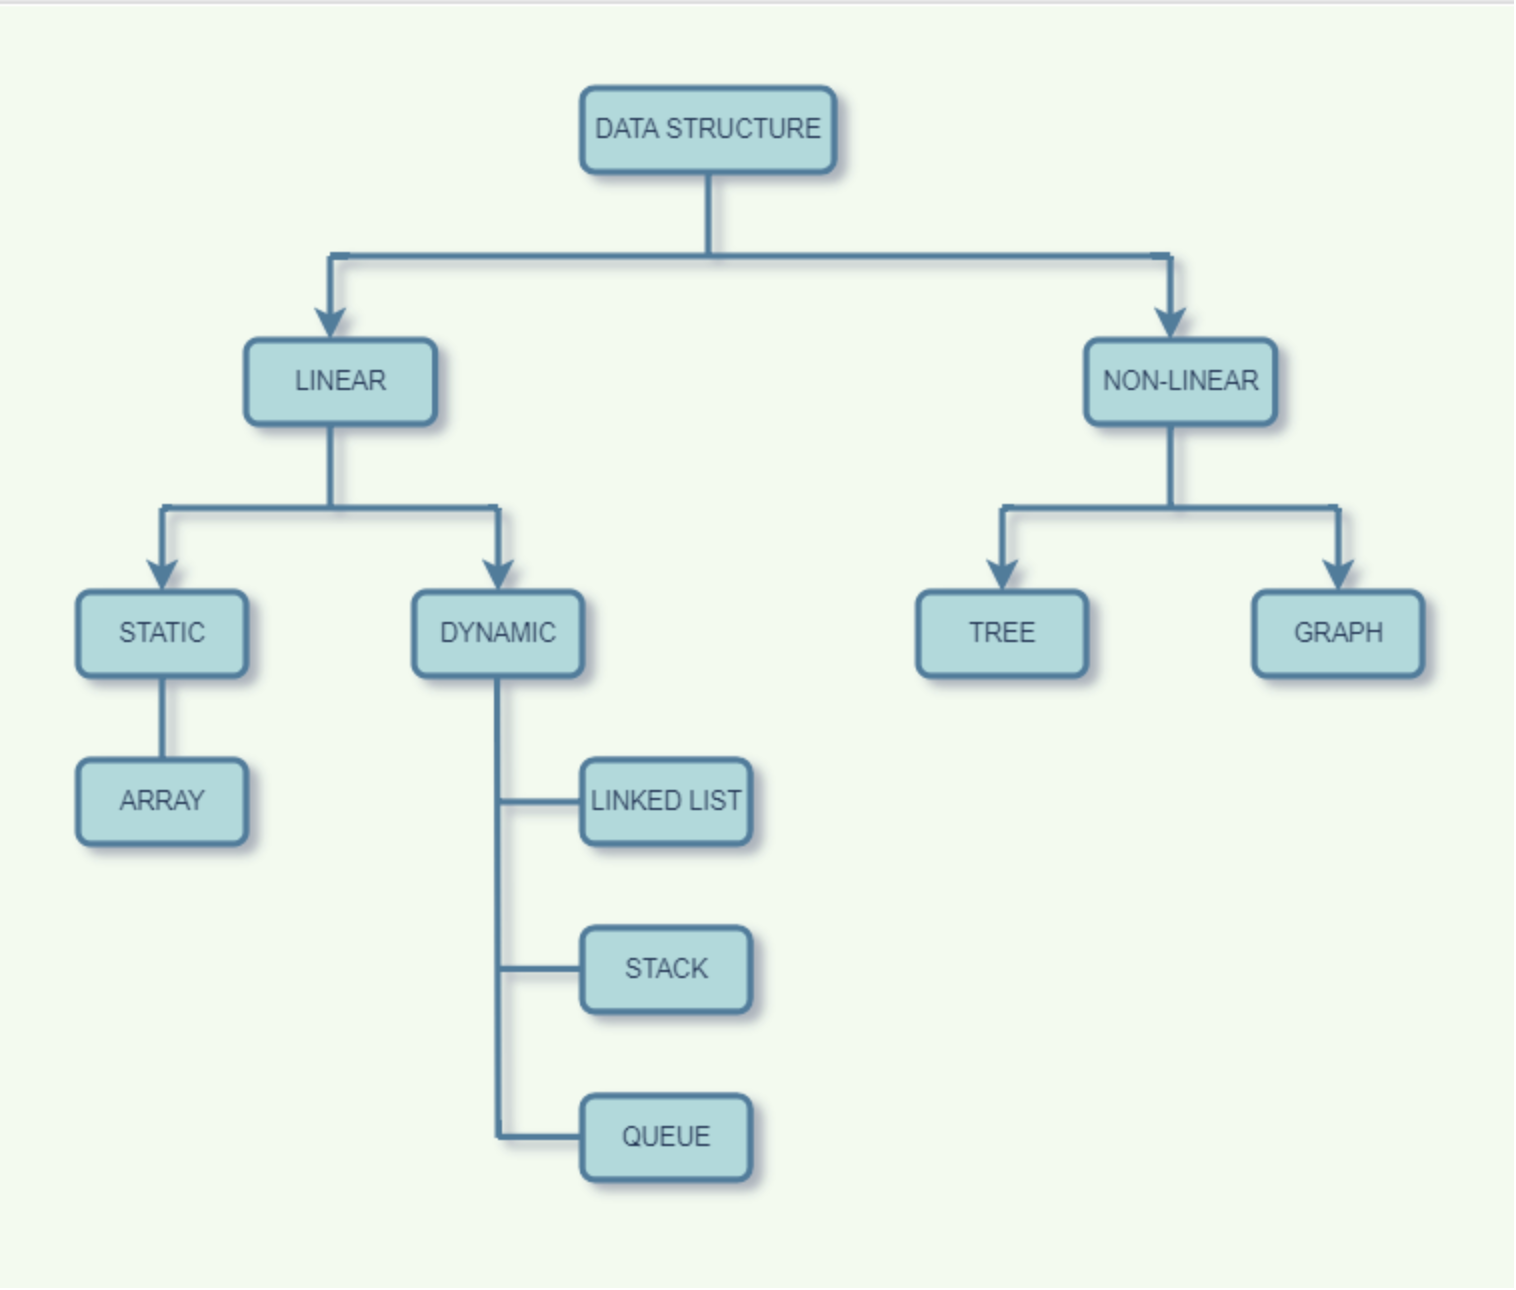 DATA STRUCTURE
LINEAR
NON-LINEAR
STATIC
DYNAMIC
TREE
GRAPH
ARRAY
LINKED LIST
STACK
QUEUE